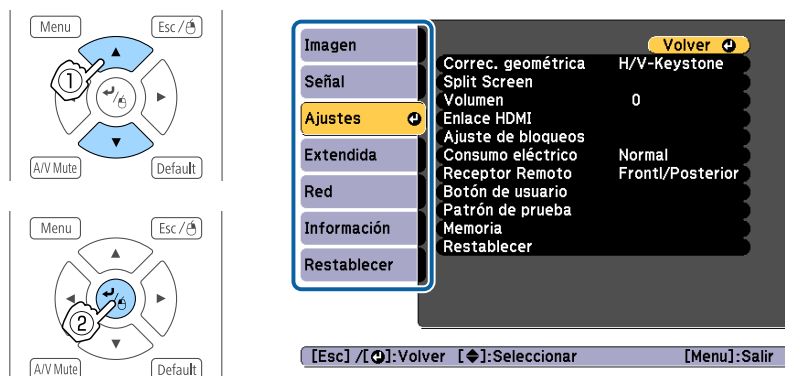 Menu
Esc /
①
A/V Mute
Default
Menu
Esc /
②
A/V Mute
Default
Imagen
Señal
Ajustes
Extendida
Red
Información
Restablecer
Volver
Correc. geométrica H/V-Keystone
Split Screen
Volumen 0
Enlace HDMI
Ajuste de bloqueos
Consumo eléctrico Normal
Receptor Remoto Frontl/Posterior
Botón de usuario
Patrón de prueba
Memoria
Restablecer
[Esc] /[ ]:Volver [ ]:Seleccionar [Menu]:Salir